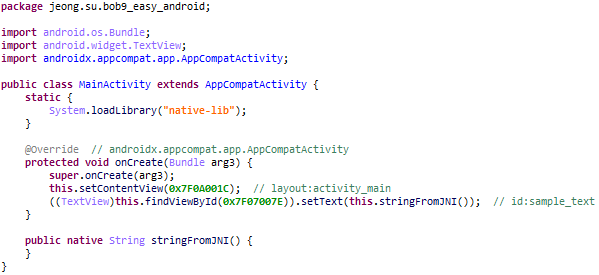 package jeong.su.bob9_easy_android;
import android.os.Bundle;
import android.widget.TextView;
import androidx.appcompat.app.AppCompatActivity;
public class MainActivity extends AppCompatActivity {
static {
System.loadLibrary("native-lib");
}
@Override  // androidx.appcompat.app.AppCompatActivity
protected void onCreate(Bundle arg3) {
super.onCreate(arg3);
this.setContentView(0x7F0A001C);  // layout:activity_main
((TextView)this.findViewById(0x7F07007E)).setText(this.stringFromJNI());  // id:sample_text
}
public native String stringFromJNI() {
}
}